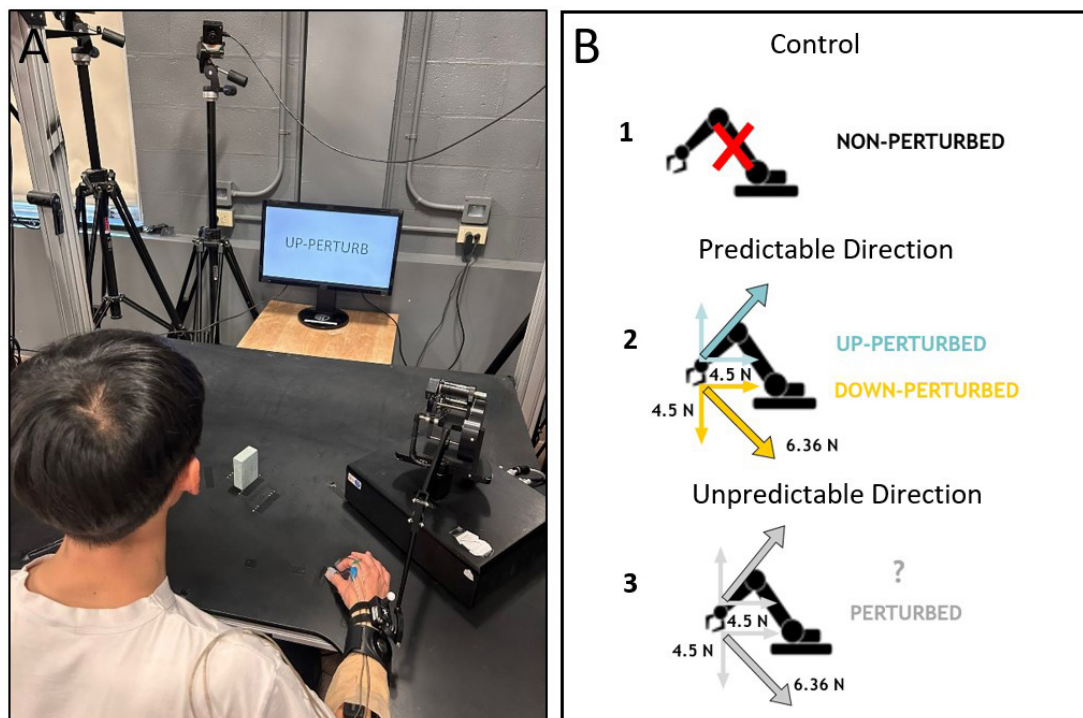 A
UP-PERTURB
B
Control
1
NON-PERTURBED
Predictable Direction
2
UP-PERTURBED
4.5 N
DOWN-PERTURBED
4.5 N
6.36 N
Unpredictable Direction
3
?
PERTURBED
4.5 N
4.5 N
6.36 N